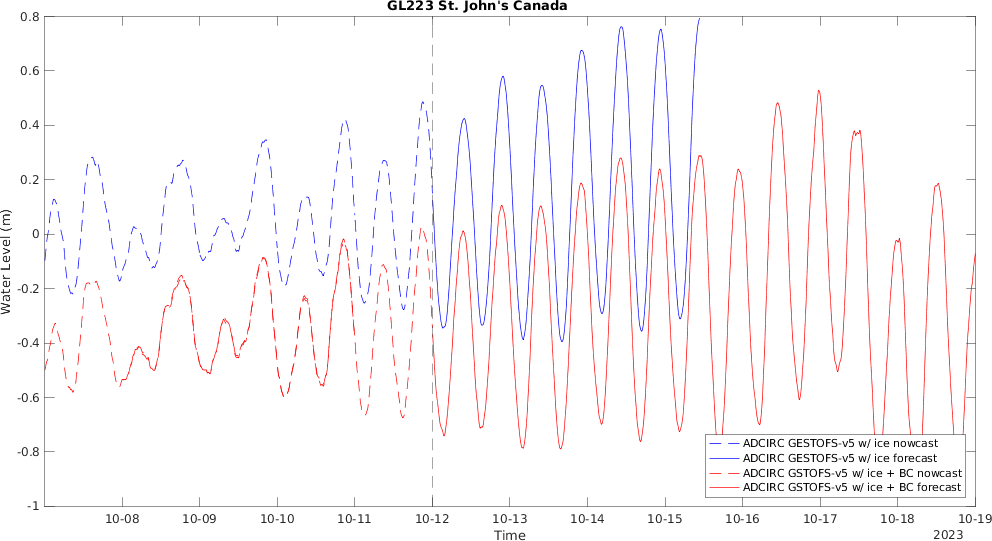 GL223 St. John's Canada
0.8
0.6
0.4
0.2
0
-0.2
-0.4
-0.6
-0.8
-1
Water Level (m)
ADCIRC GESTOFS-v5 w/ ice nowcast
ADCIRC GESTOFS-v5 w/ ice forecast
ADCIRC GSTOFS-v5 w/ ice + BC nowcast
ADCIRC GSTOFS-v5 w/ ice + BC forecast
10-08 10-09 10-10 10-11 10-12 10-13 10-14 10-15 10-16 10-17 10-18 10-19
Time
2023